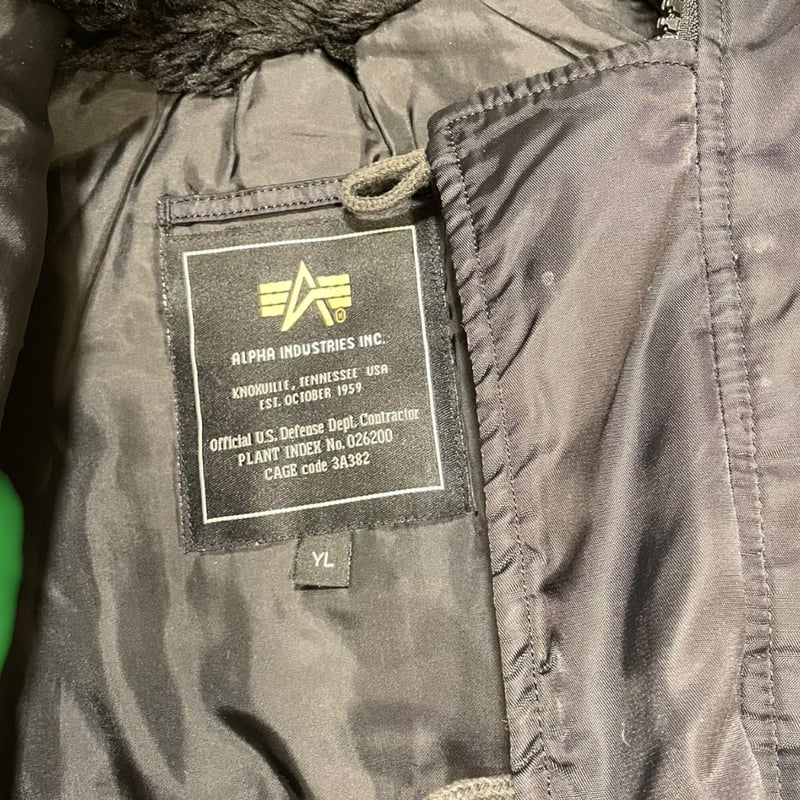 ALPHA INDUSTRIES INC.
KNOXVILLE, TENNESSEE USA
EST. OCTOBER 1959
Official U.S. Defense Dept. Contractor
PLANT INDEX No. 026200
CAGE code 3A382
YL